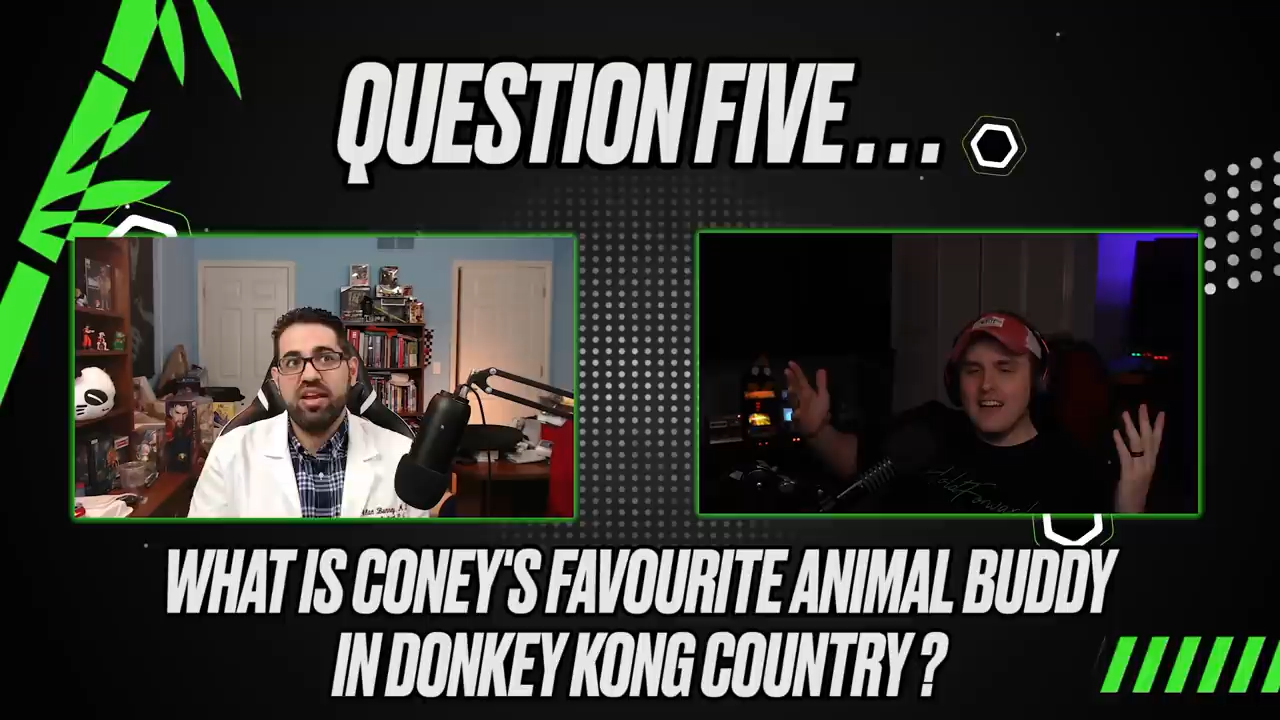 QUESTION FIVE...
WHAT IS CONEY'S FAVOURITE ANIMAL BUDDY
IN DONKEY KONG COUNTRY ?